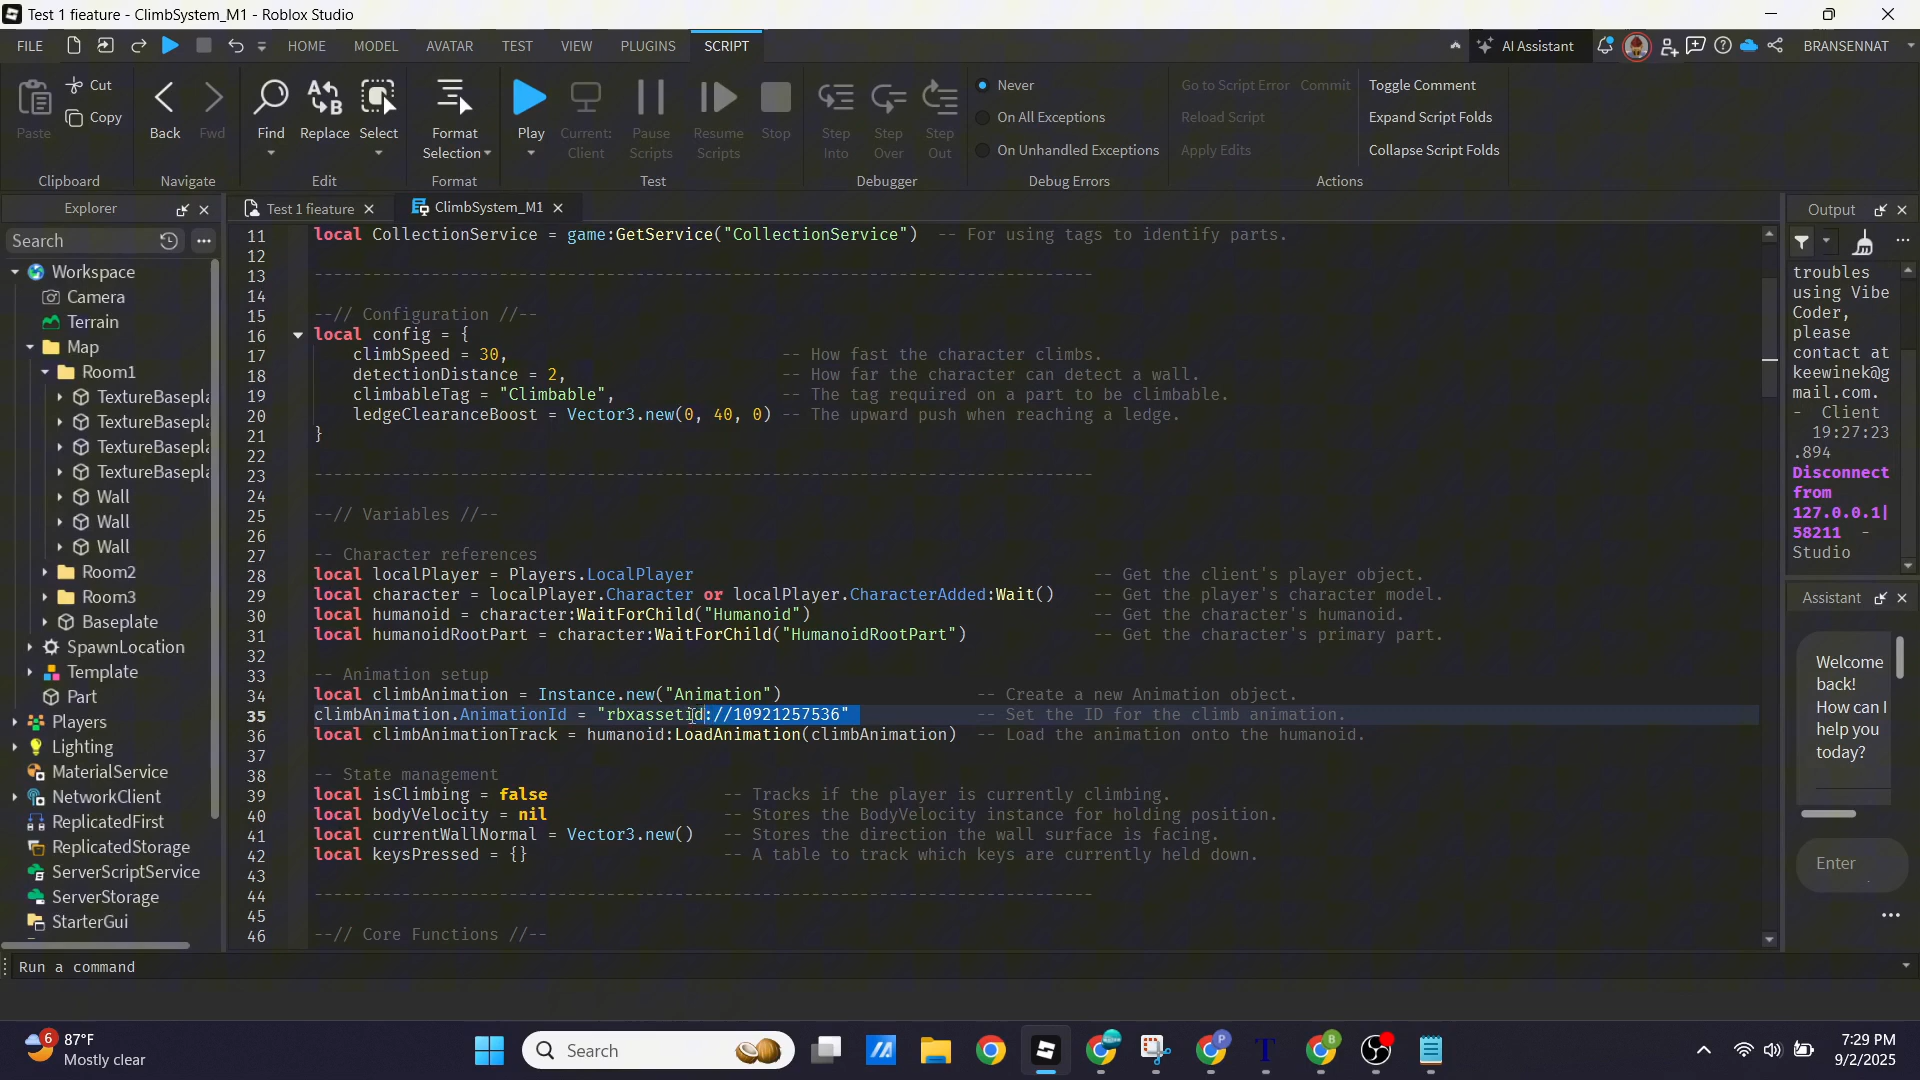 Test 1 fieature - ClimbSystem_M1 - Roblox Studio
FILE HOME MODEL AVATAR TEST VIEW PLUGINS SCRIPT AI Assistant BRANSENNAT
Paste Cut Copy Back Fwd Find Replace Select Format Selection Play Current: Client Pause Scripts Resume Scripts Stop Step Into Step Over Step Out
Never
On All Exceptions
On Unhandled Exceptions
Go to Script Error Commit
Reload Script
Apply Edits
Toggle Comment
Expand Script Folds
Collapse Script Folds
Clipboard Navigate Edit Format Test Debugger Debug Errors Actions
Explorer
Search
Workspace
Camera
Terrain
Map
Room1
TextureBasepla
TextureBasepla
TextureBasepla
TextureBasepla
Wall
Wall
Wall
Room2
Room3
Baseplate
SpawnLocation
Template
Part
Players
Lighting
MaterialService
NetworkClient
ReplicatedFirst
ReplicatedStorage
ServerScriptService
ServerStorage
StarterGui
Test 1 fieature ClimbSystem_M1
11 local CollectionService = game:GetService("CollectionService") -- For using tags to identify parts.
12
13 --------------------------------------------------------------------------------
14
15 --// Configuration //--
16 local config = {
17 climbSpeed = 30, -- How fast the character climbs.
18 detectionDistance = 2, -- How far the character can detect a wall.
19 climbableTag = "Climbable", -- The tag required on a part to be climbable.
20 ledgeClearanceBoost = Vector3.new(0, 40, 0) -- The upward push when reaching a ledge.
21 }
22
23 --------------------------------------------------------------------------------
24
25 --// Variables //--
26
27 -- Character references
28 local localPlayer = Players.LocalPlayer -- Get the client's player object.
29 local character = localPlayer.Character or localPlayer.CharacterAdded:Wait() -- Get the player's character model.
30 local humanoid = character:WaitForChild("Humanoid") -- Get the character's humanoid.
31 local humanoidRootPart = character:WaitForChild("HumanoidRootPart") -- Get the character's primary part.
32
33 -- Animation setup
34 local climbAnimation = Instance.new("Animation") -- Create a new Animation object.
35 climbAnimation.AnimationId = "rbxassetid://10921257536" -- Set the ID for the climb animation.
36 local climbAnimationTrack = humanoid:LoadAnimation(climbAnimation) -- Load the animation onto the humanoid.
37
38 -- State management
39 local isClimbing = false -- Tracks if the player is currently climbing.
40 local bodyVelocity = nil -- Stores the BodyVelocity instance for holding position.
41 local currentWallNormal = Vector3.new() -- Stores the direction the wall surface is facing.
42 local keysPressed = {} -- A table to track which keys are currently held down.
43
44 --------------------------------------------------------------------------------
45
46 --// Core Functions //--
Output
troubles
using Vibe
Coder,
please
contact at
keewinek@g
mail.com.
- Client
19:27:23
.894
Disconnect
from
127.0.0.1|
58211 -
Studio
Assistant
Welcome
back!
How can I
help you
today?
Enter
Run a command
6
87°F
Mostly clear
Search
7:29 PM
9/2/2025